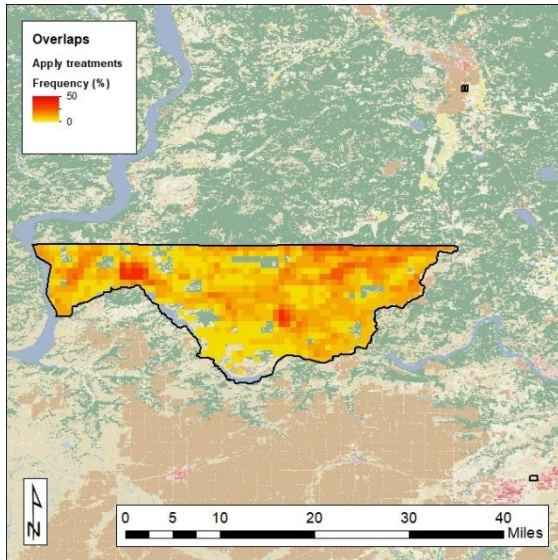 Overlaps
Apply treatments
Frequency (%)
50
0
N
0 5 10 20 30 40
Miles